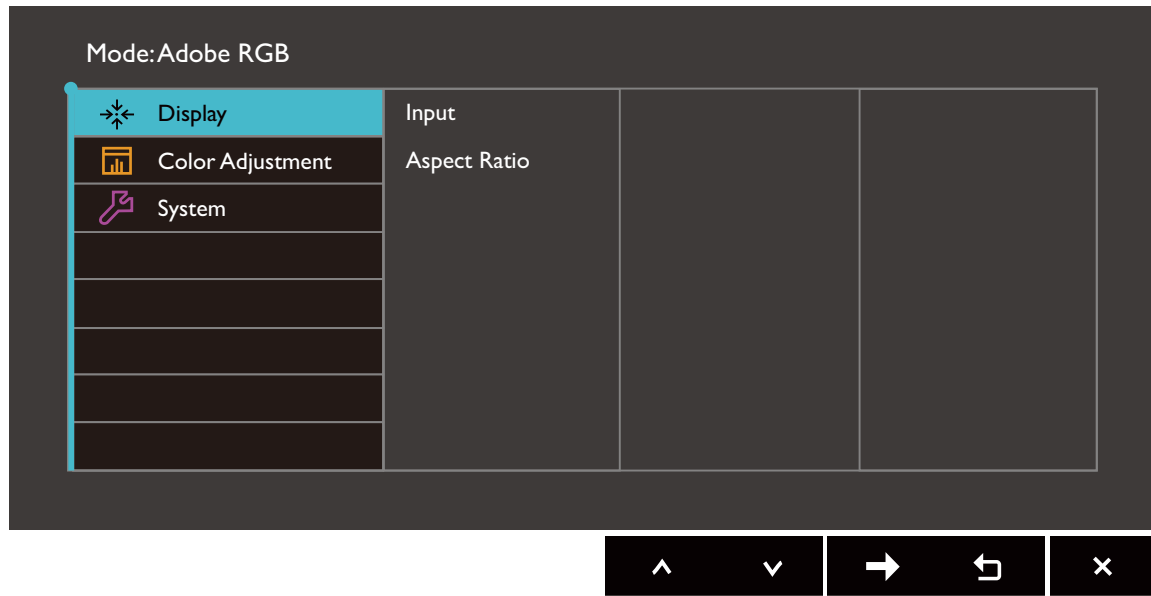 Mode: Adobe RGB
Display
Input
Color Adjustment
Aspect Ratio
System